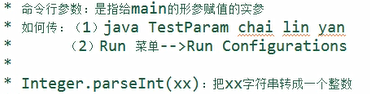 * 命令行参数：是指给main的形参赋值的实参
* 如何传：（1）java TestParam chai lin yan
* （2）Run 菜单-->Run Configurations
*
* Integer.parseInt(xx)：把xx字符串转成一个整数